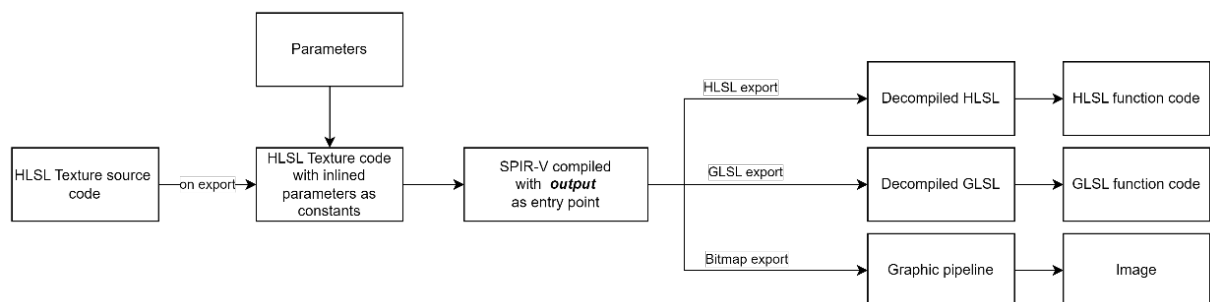 Parameters
HLSL export
Decompiled HLSL
HLSL function code
HLSL Texture source
code
on export
HLSL Texture code
with inlined
parameters as
constants
SPIR-V compiled
with output
as entry point
GLSL export
Decompiled GLSL
GLSL function code
Bitmap export
Graphic pipeline
Image